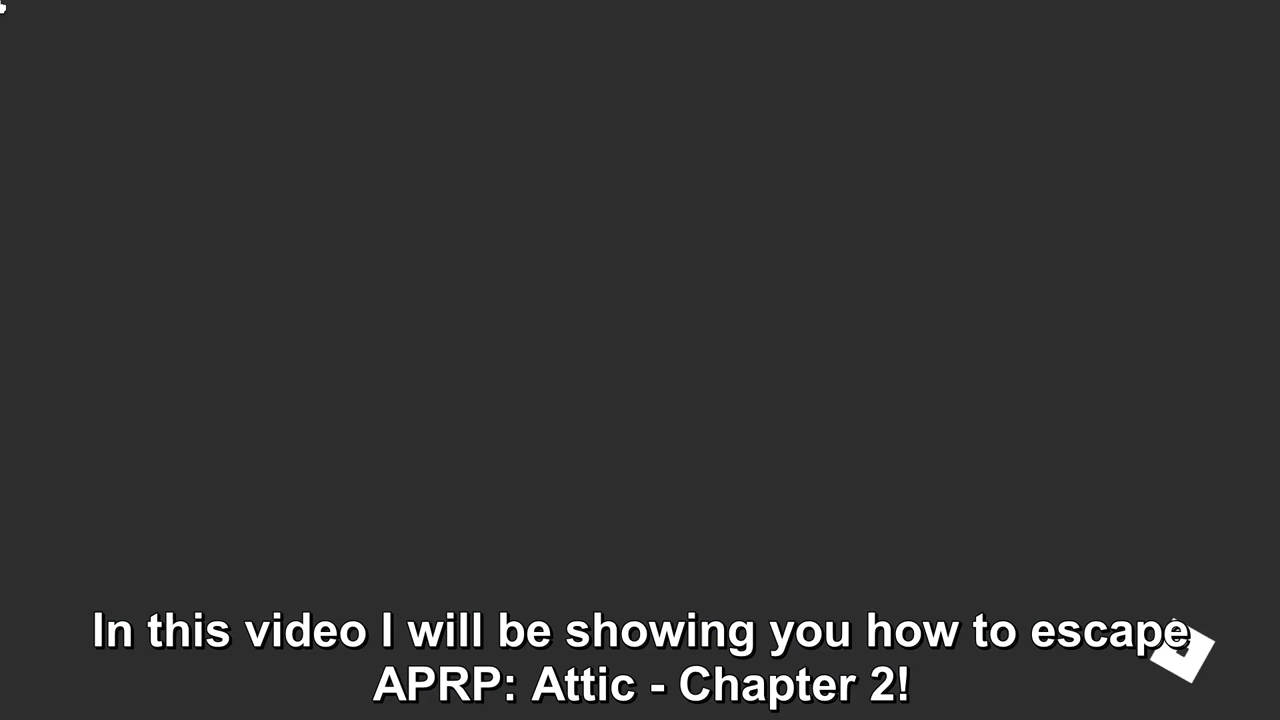 In this video I will be showing you how to escape
APRP: Attic - Chapter 2!